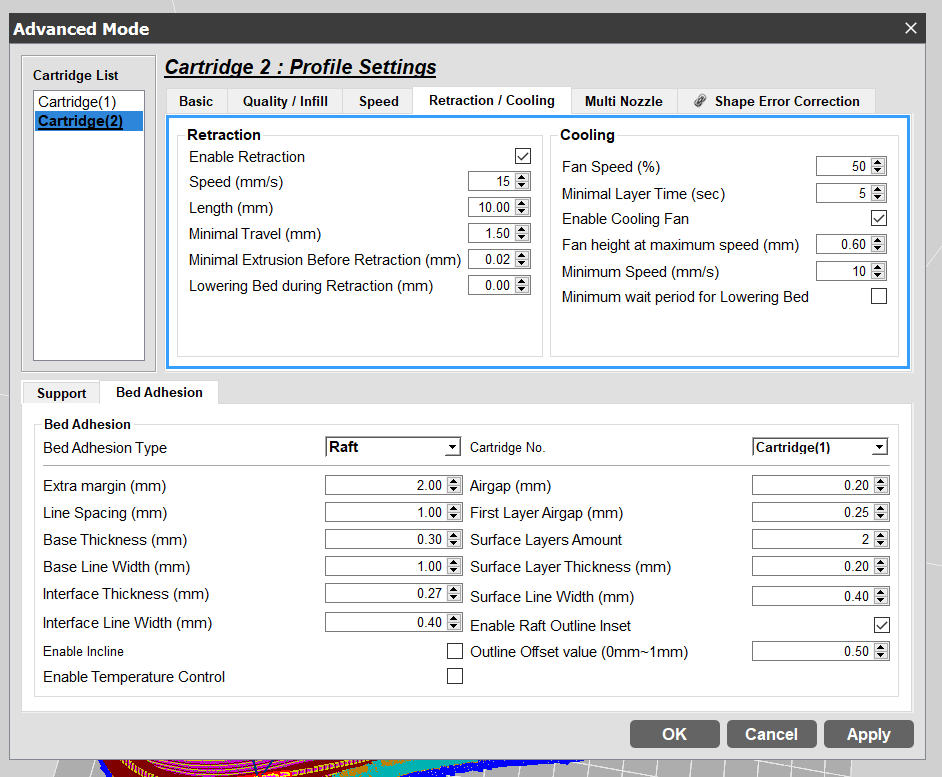 Advanced Mode
Cartridge List
Cartridge(1)
Cartridge(2)
Cartridge 2 : Profile Settings
Basic Quality / Infill Speed Retraction / Cooling Multi Nozzle Shape Error Correction
Retraction
Enable Retraction
Speed (mm/s) 15
Length (mm) 10.00
Minimal Travel (mm) 1.50
Minimal Extrusion Before Retraction (mm) 0.02
Lowering Bed during Retraction (mm) 0.00
Cooling
Fan Speed (%) 50
Minimal Layer Time (sec) 5
Enable Cooling Fan
Fan height at maximum speed (mm) 0.60
Minimum Speed (mm/s) 10
Minimum wait period for Lowering Bed
Support Bed Adhesion
Bed Adhesion
Bed Adhesion Type Raft Cartridge No. Cartridge(1)
Extra margin (mm) 2.00 Airgap (mm) 0.20
Line Spacing (mm) 1.00 First Layer Airgap (mm) 0.25
Base Thickness (mm) 0.30 Surface Layers Amount 2
Base Line Width (mm) 1.00 Surface Layer Thickness (mm) 0.20
Interface Thickness (mm) 0.27 Surface Line Width (mm) 0.40
Interface Line Width (mm) 0.40 Enable Raft Outline Inset
Enable Incline Outline Offset value (0mm~1mm) 0.50
Enable Temperature Control
OK Cancel Apply